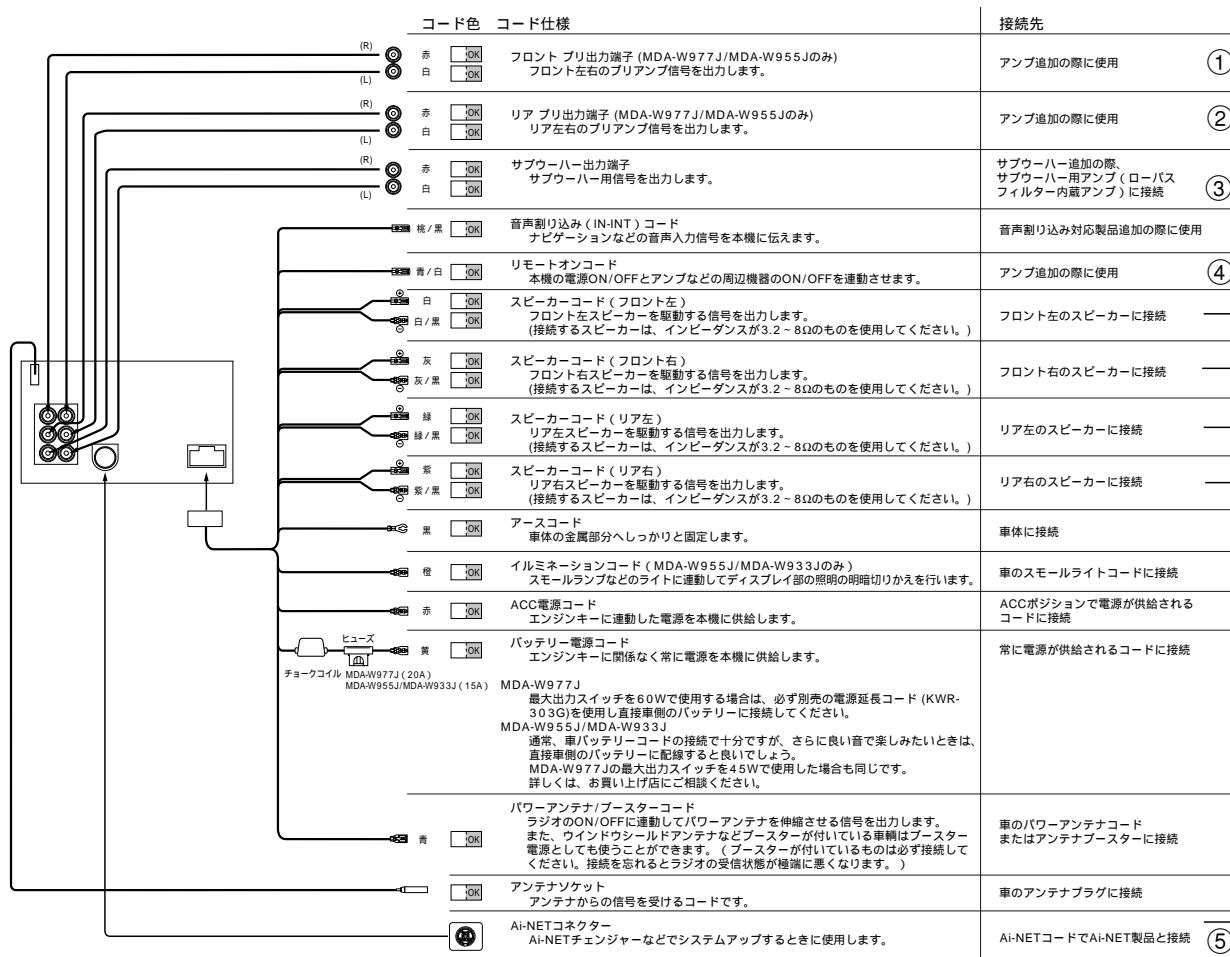 コード色 コード仕様 接続先
(R) 赤 OK フロント プリ出力端子 (MDA-W977J/MDA-W955Jのみ)
(L) 白 OK フロント左右のプリアンプ信号を出力します。
アンプ追加の際に使用 ①
(R) 赤 OK リア プリ出力端子 (MDA-W977J/MDA-W955Jのみ)
(L) 白 OK リア左右のプリアンプ信号を出力します。
アンプ追加の際に使用 ②
(R) 赤 OK サブウーハー出力端子
(L) 白 OK サブウーハー用信号を出力します。
サブウーハー追加の際、
サブウーハー用アンプ（ローパス
フィルター内蔵アンプ）に接続 ③
桃/黒 OK 音声割り込み（IN-INT）コード
ナビゲーションなどの音声入力信号を本機に伝えます。
音声割り込み対応製品追加の際に使用
青/白 OK リモートオンコード
本機の電源ON/OFFとアンプなどの周辺機器のON/OFFを連動させます。
アンプ追加の際に使用 ④
⊕ 白 OK スピーカーコード（フロント左）
⊖ 白/黒 OK フロント左スピーカーを駆動する信号を出力します。
(接続するスピーカーは、インピーダンスが3.2～8Ωのものを使用してください。)
フロント左のスピーカーに接続
⊕ 灰 OK スピーカーコード（フロント右）
⊖ 灰/黒 OK フロント右スピーカーを駆動する信号を出力します。
(接続するスピーカーは、インピーダンスが3.2～8Ωのものを使用してください。)
フロント右のスピーカーに接続
⊕ 緑 OK スピーカーコード（リア左）
⊖ 緑/黒 OK リア左スピーカーを駆動する信号を出力します。
(接続するスピーカーは、インピーダンスが3.2～8Ωのものを使用してください。)
リア左のスピーカーに接続
⊕ 紫 OK スピーカーコード（リア右）
⊖ 紫/黒 OK リア右スピーカーを駆動する信号を出力します。
(接続するスピーカーは、インピーダンスが3.2～8Ωのものを使用してください。)
リア右のスピーカーに接続
黒 OK アースコード
車体の金属部分へしっかりと固定します。
車体に接続
橙 OK イルミネーションコード（MDA-W955J/MDA-W933Jのみ）
スモールランプなどのライトに連動してディスプレイ部の照明の明暗切りかえを行います。
車のスモールライトコードに接続
赤 OK ACC電源コード
エンジンキーに連動した電源を本機に供給します。
ACCポジションで電源が供給される
コードに接続
ヒューズ
チョークコイル MDA-W977J（20A）
MDA-W955J/MDA-W933J（15A）
黄 OK バッテリー電源コード
エンジンキーに関係なく常に電源を本機に供給します。
常に電源が供給されるコードに接続
MDA-W977J
最大出力スイッチを60Wで使用する場合は、必ず別売の電源延長コード (KWR-
303G)を使用し直接車側のバッテリーに接続してください。
MDA-W955J/MDA-W933J
通常、車バッテリーコードの接続で十分ですが、さらに良い音で楽しみたいときは、
直接車側のバッテリーに配線すると良いでしょう。
MDA-W977Jの最大出力スイッチを45Wで使用した場合も同じです。
詳しくは、お買い上げ店にご相談ください。
青 OK パワーアンテナ/ブースターコード
ラジオのON/OFFに連動してパワーアンテナを伸縮させる信号を出力します。
また、ウインドウシールドアンテナなどブースターが付いている車輌はブースター
電源としても使うことができます。（ブースターが付いているものは必ず接続して
ください。接続を忘れるとラジオの受信状態が極端に悪くなります。）
車のパワーアンテナコード
またはアンテナブースターに接続
OK アンテナソケット
アンテナからの信号を受けるコードです。
車のアンテナプラグに接続
Ai-NETコネクター
Ai-NETチェンジャーなどでシステムアップするときに使用します。
Ai-NETコードでAi-NET製品と接続 ⑤